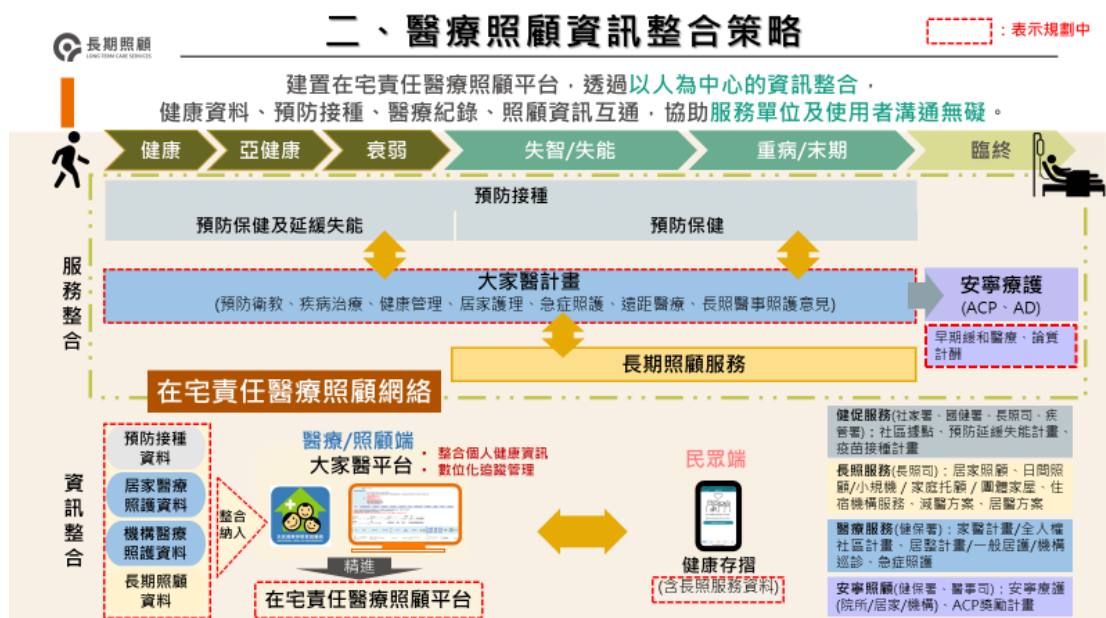 長期照顧
LONG TERM CARE SERVICES
二、醫療照顧資訊整合策略
：表示規劃中
建置在宅責任醫療照顧平台，透過以人為中心的資訊整合，
健康資料、預防接種、醫療紀錄、照顧資訊互通，協助服務單位及使用者溝通無礙。
健康
亞健康
衰弱
失智/失能
重病/末期
臨終
服務整合
預防接種
預防保健及延緩失能
預防保健
大家醫計畫
(預防衛教、疾病治療、健康管理、居家護理、急症照護、遠距醫療、長照醫事照護意見)
安寧療護
(ACP、AD)
早期緩和醫療、論質
計酬
長期照顧服務
在宅責任醫療照顧網絡
資訊整合
預防接種
資料
居家醫療
照護資料
機構醫療
照護資料
長期照顧
資料
整合
納入
醫療/照顧端
大家醫平台
• 整合個人健康資訊
• 數位化追蹤管理
精進
在宅責任醫療照顧平台
民眾端
健康存摺
(含長照服務資料)
健促服務(社家署、國健署、長照司、疾
管署)：社區據點、預防延緩失能計畫、
疫苗接種計畫
長照服務(長照司)：居家照顧、日間照
顧/小規機/家庭托顧/團體家屋、住
宿機構服務、減醫方案、居醫方案
醫療服務(健保署)：家醫計畫/全人權
社區計畫、居整計畫/一般居護/機構
巡診、急症照護
安寧照顧(健保署、醫事司)：安寧療護
(院所/居家/機構)、ACP獎勵計畫